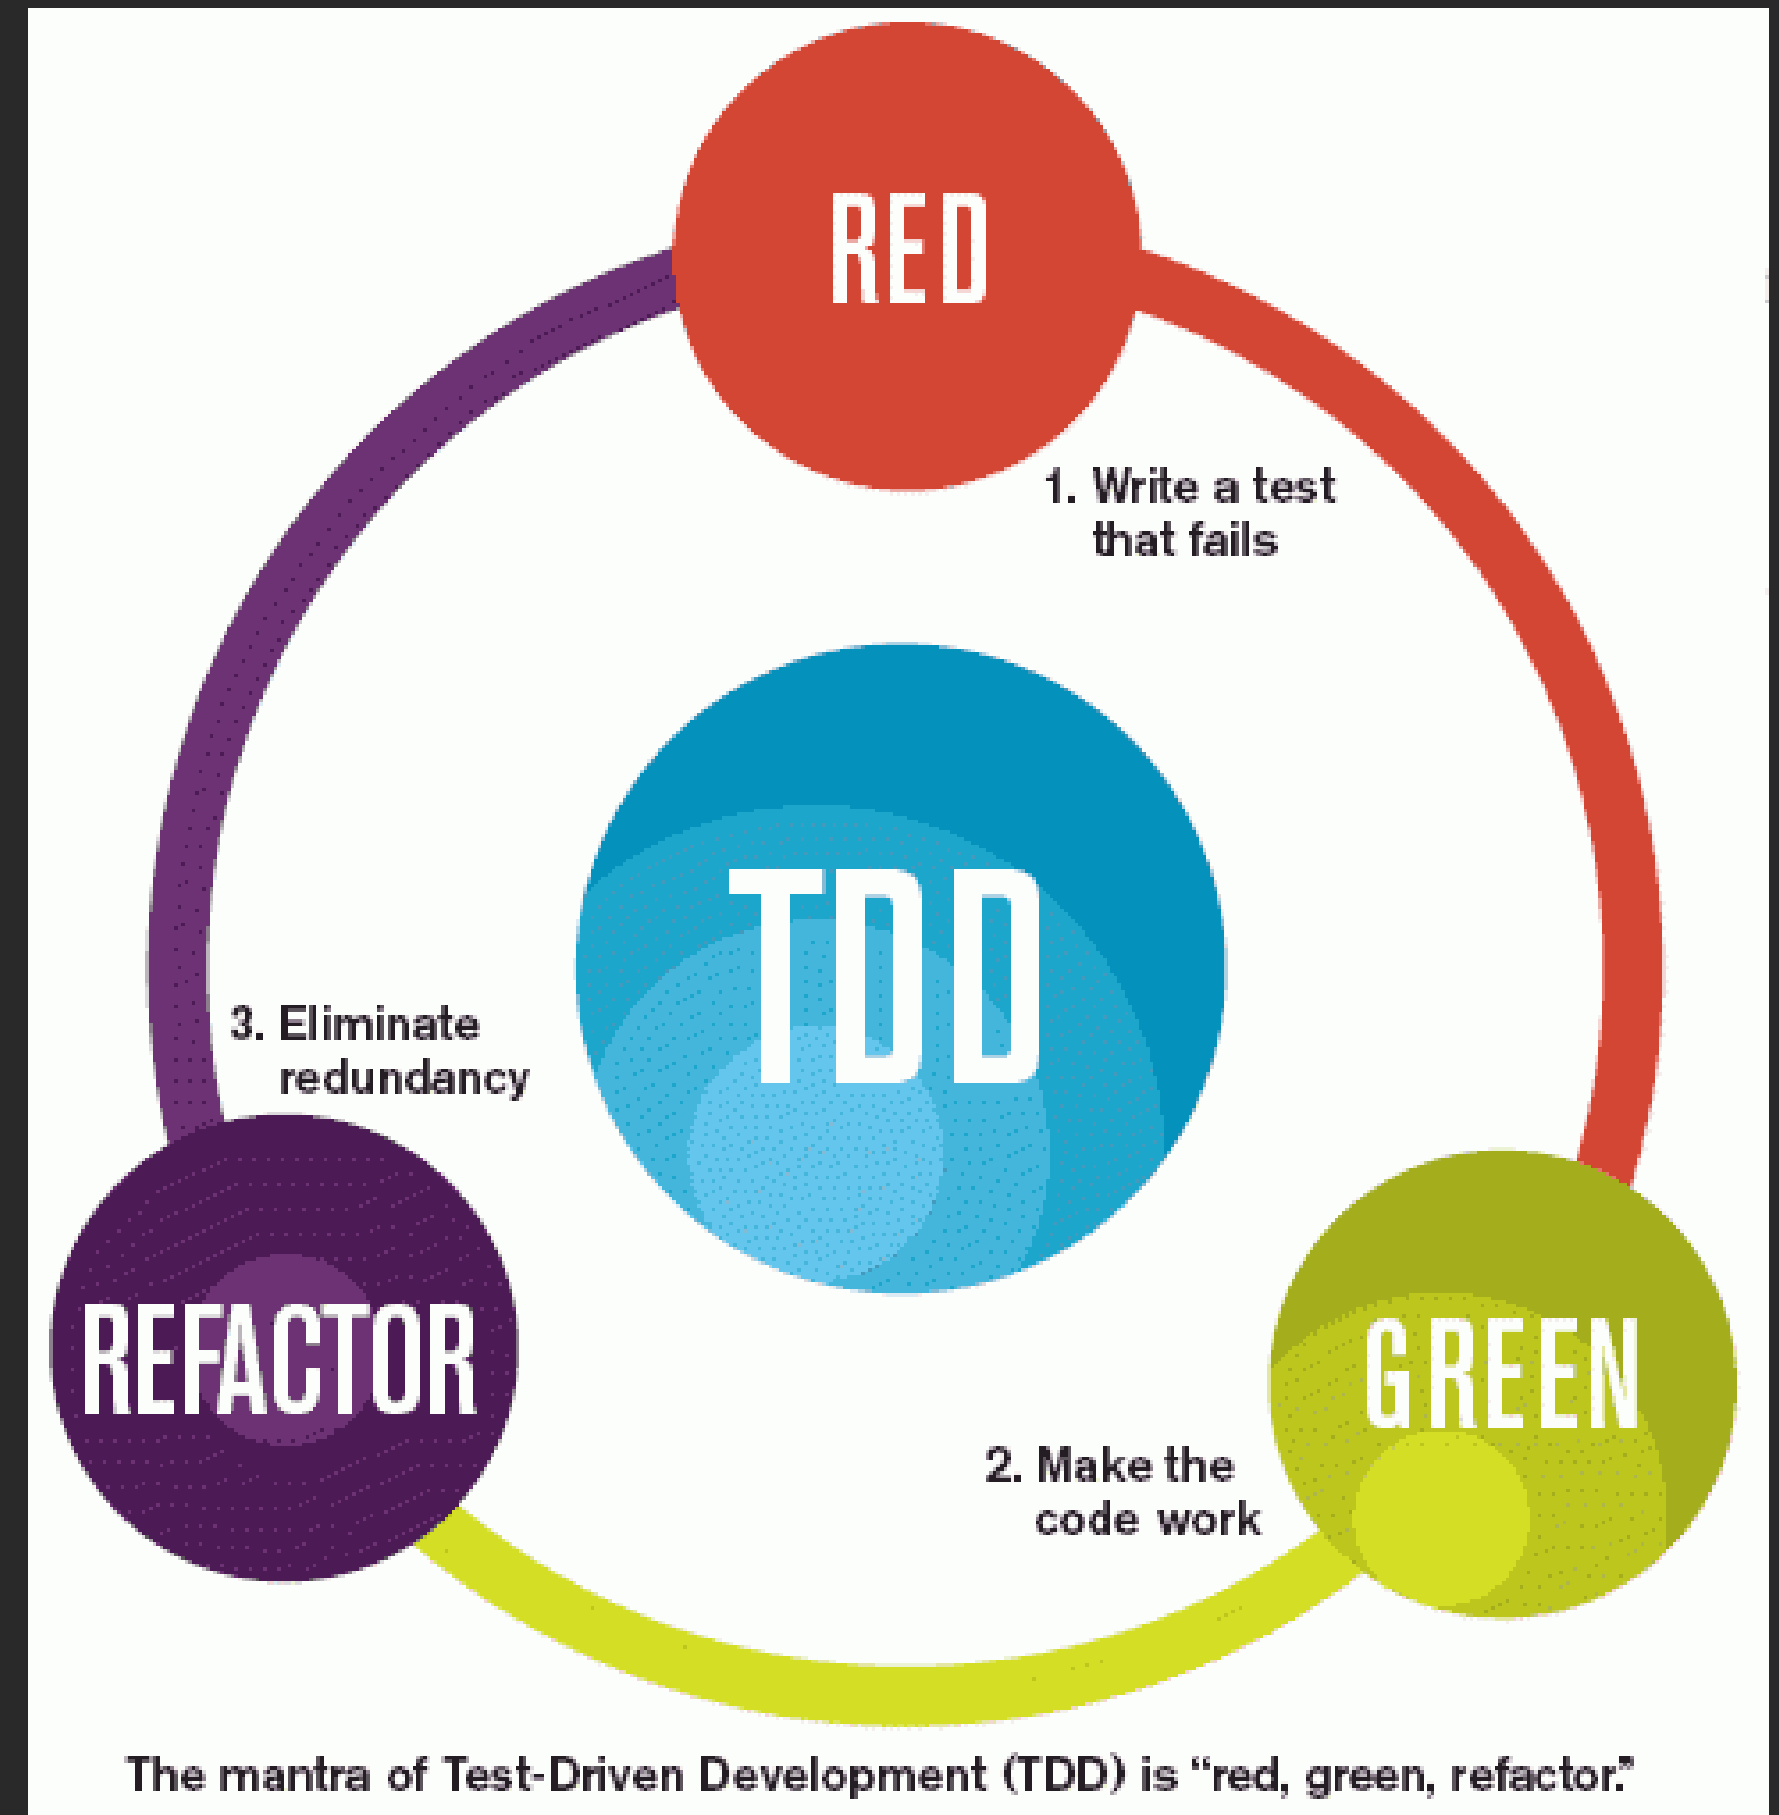 RED
1. Write a test
that fails
TDD
3. Eliminate
redundancy
REFACTOR
GREEN
2. Make the
code work
The mantra of Test-Driven Development (TDD) is “red, green, refactor.”